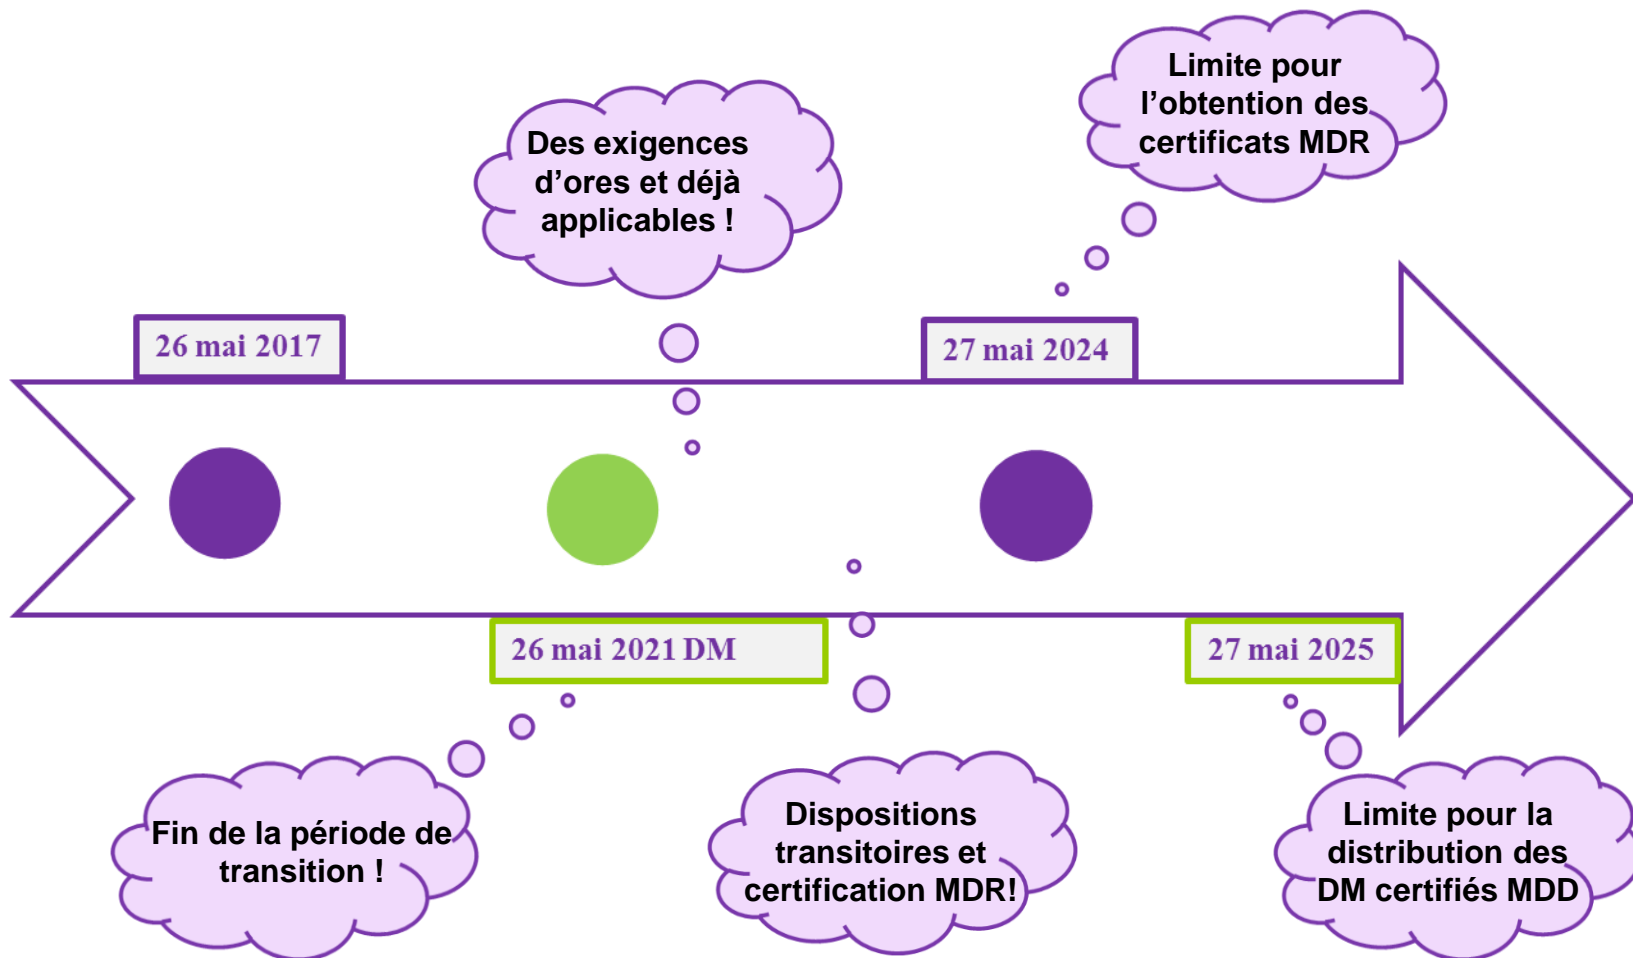 Limite pour
l’obtention des
certificats MDR
Des exigences
d’ores et déjà
applicables !
26 mai 2017
27 mai 2024
26 mai 2021 DM
27 mai 2025
Fin de la période de
transition !
Dispositions
transitoires et
certification MDR!
Limite pour la
distribution des
DM certifiés MDD